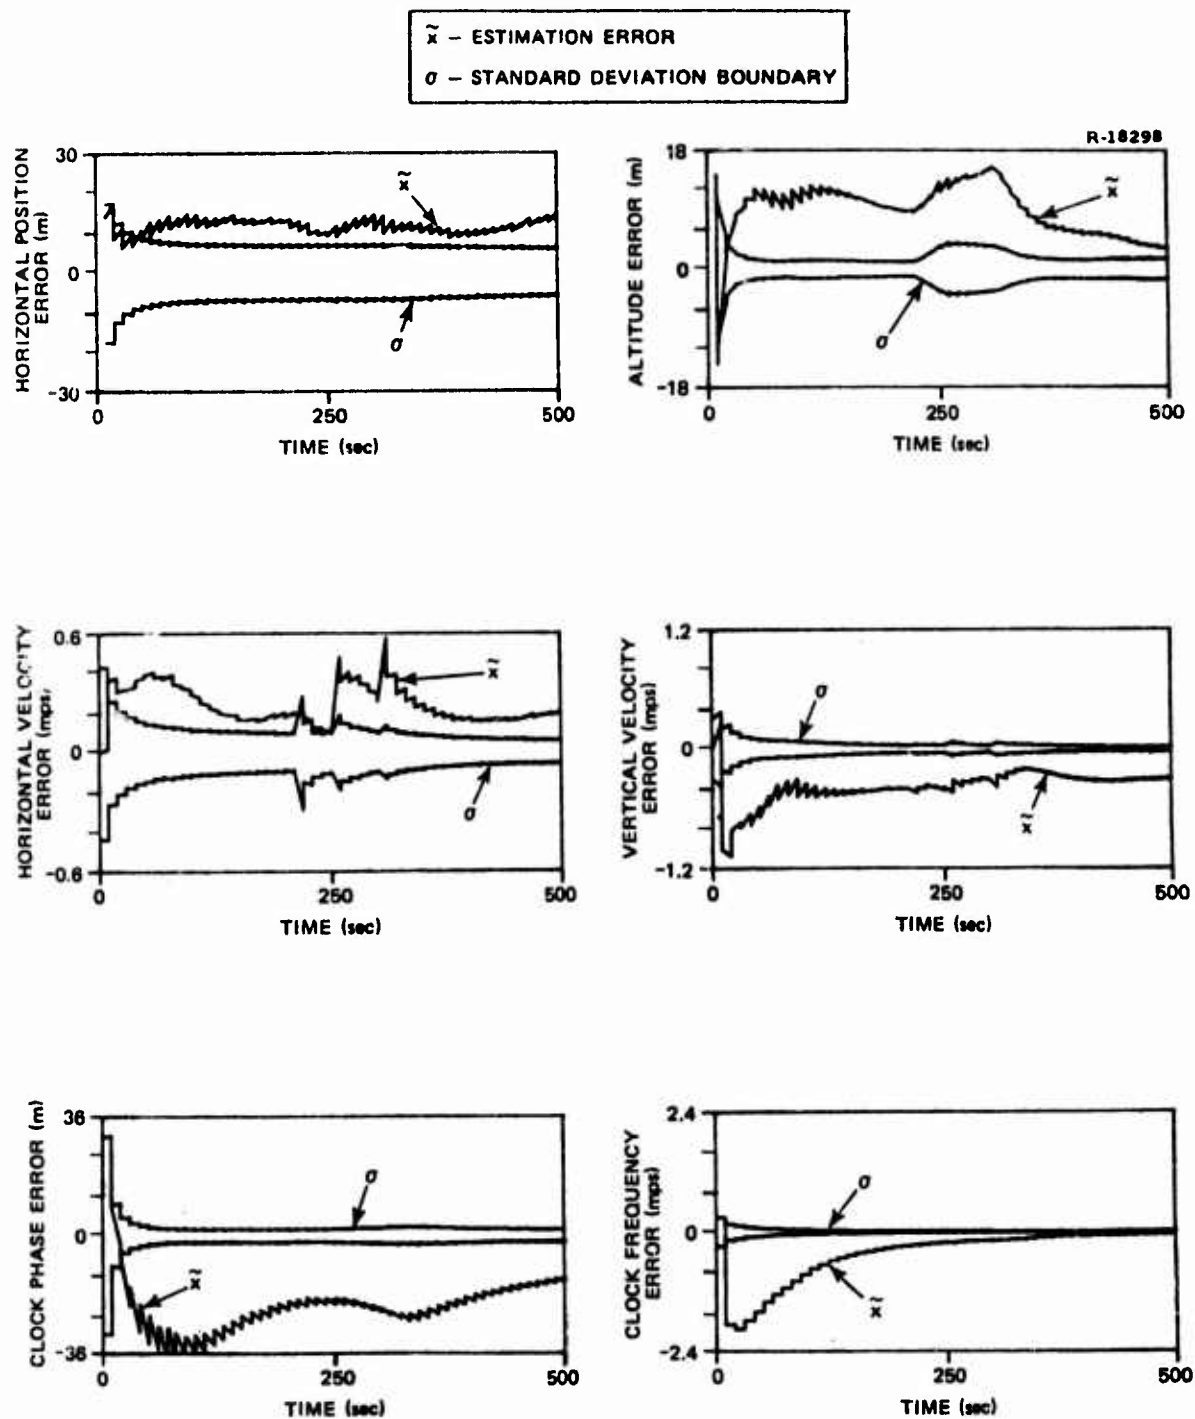 x̃ – ESTIMATION ERROR
σ – STANDARD DEVIATION BOUNDARY
R-18298
HORIZONTAL POSITION
ERROR (m)
30
0
-30
x̃
σ
0
250
500
TIME (sec)
ALTITUDE ERROR (m)
18
0
-18
x̃
σ
0
250
500
TIME (sec)
HORIZONTAL VELOCITY
ERROR (mps)
0.6
0
-0.6
x̃
σ
0
250
500
TIME (sec)
VERTICAL VELOCITY
ERROR (mps)
1.2
0
-1.2
σ
x̃
0
250
500
TIME (sec)
CLOCK PHASE ERROR (m)
36
0
-36
σ
x̃
0
250
500
TIME (sec)
CLOCK FREQUENCY
ERROR (mps)
2.4
0
-2.4
σ
x̃
0
250
500
TIME (sec)